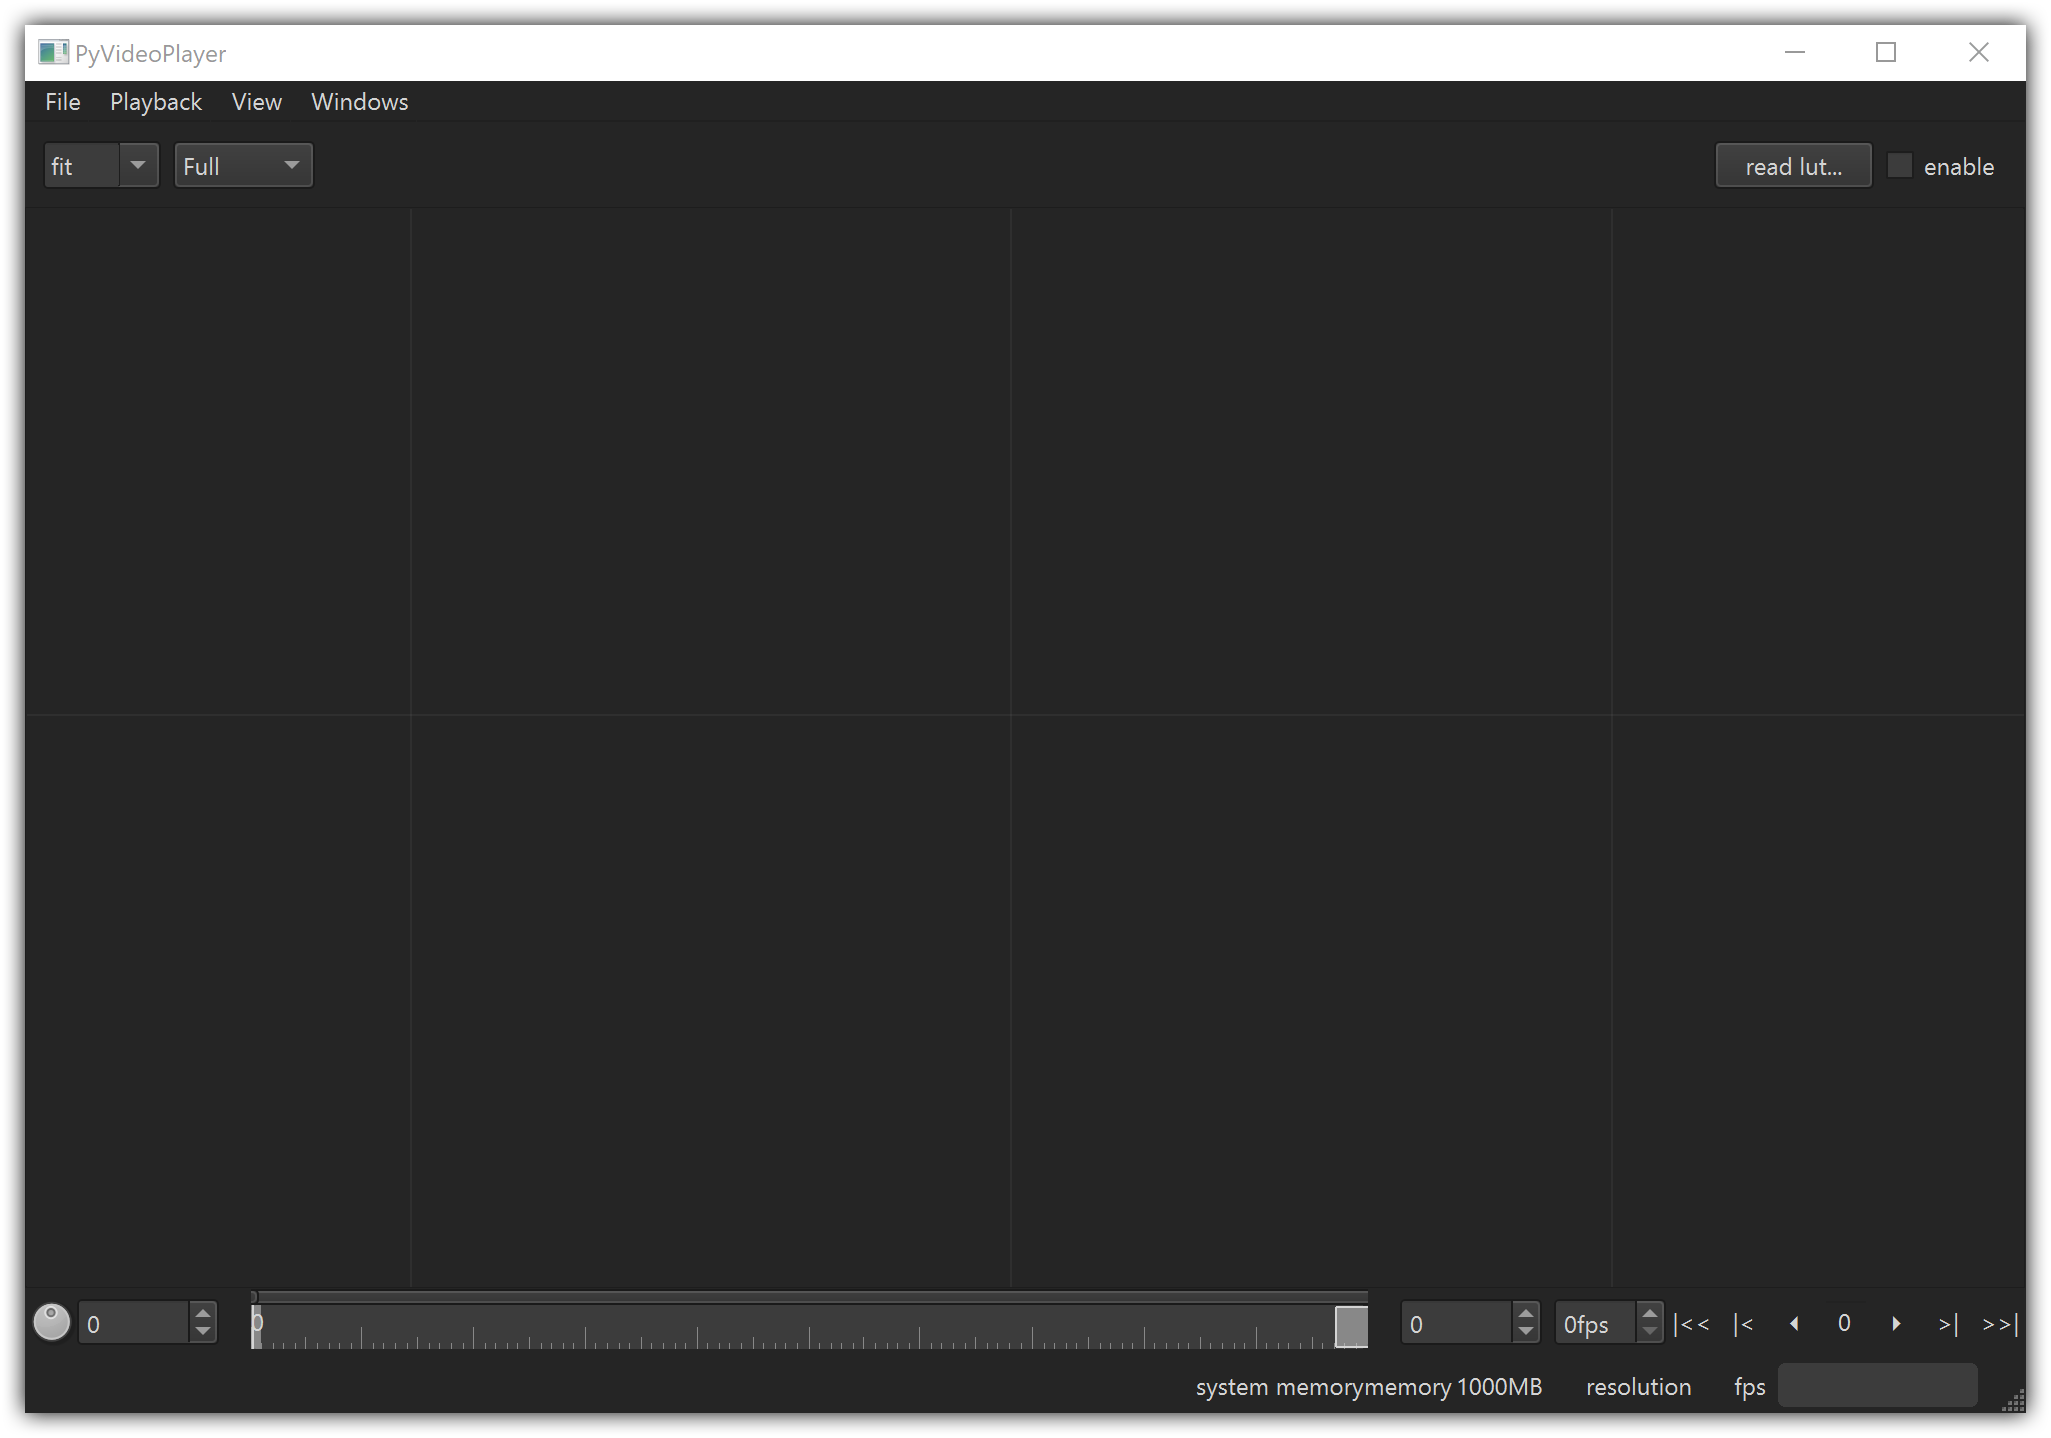 PyVideoPlayer
File Playback View Windows
fit Full read lut... enable
0 0 0 0fps |<< |< 0 >| >>|
system memorymemory 1000MB resolution fps